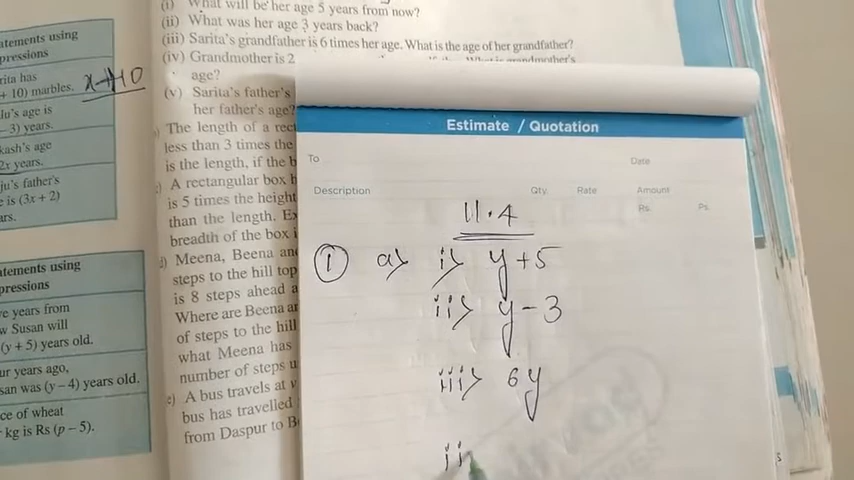 (i) What will be her age 5 years from now?
(ii) What was her age 3 years back?
(iii) Sarita's grandfather is 6 times her age. What is the age of her grandfather?
(iv) Grandmother is 2
age?
(v) Sarita's father's
her father's age?
The length of a rect
less than 3 times the
is the length, if the b
A rectangular box h
is 5 times the height
than the length. Ex
breadth of the box i
d) Meena, Beena and
steps to the hill top
is 8 steps ahead a
Where are Beena an
of steps to the hill
what Meena has
number of steps u
e) A bus travels at v
bus has travelled
from Daspur to B
atements using
pressions
rita has
+ 10) marbles.
x+10
lu's age is
– 3) years.
kash's age
2x years.
ju's father's
e is (3x + 2)
ars.
atements using
pressions
ve years from
w Susan will
(y + 5) years old.
ur years ago,
san was (y – 4) years old.
ce of wheat
kg is Rs (p – 5).
Estimate / Quotation
To
Date
Description
Qty.
Rate
Amount
Rs.
Ps.
11.4
1 a) i) y+5
ii) y-3
iii) 6y
ii